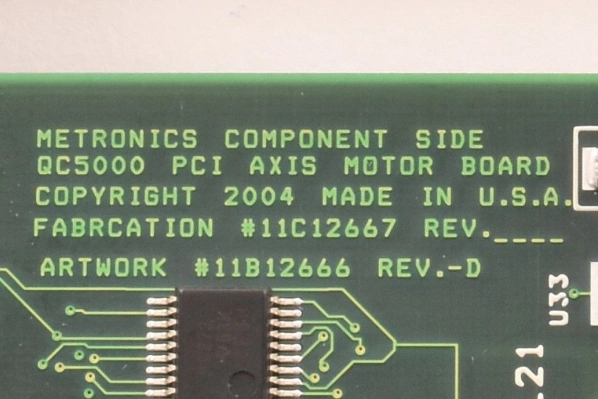 METRONICS COMPONENT SIDE
QC5000 PCI AXIS MOTOR BOARD
COPYRIGHT 2004 MADE IN U.S.A.
FABRCATION #11C12667 REV.____
ARTWORK #11B12666 REV.-D
U33
L21